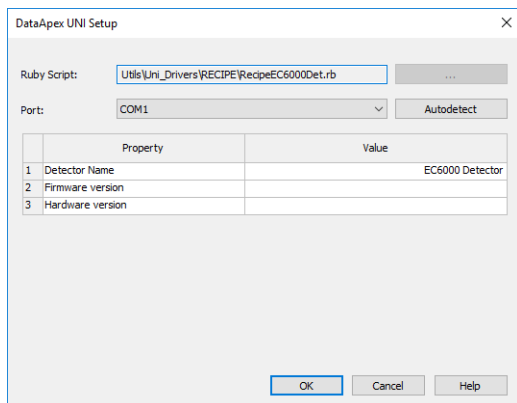 DataApex UNI Setup
Ruby Script: Utils\Uni_Drivers\RECIPE\RecipeEC6000Det.rb ...
Port: COM1 Autodetect
Property Value
1 Detector Name EC6000 Detector
2 Firmware version
3 Hardware version
OK Cancel Help